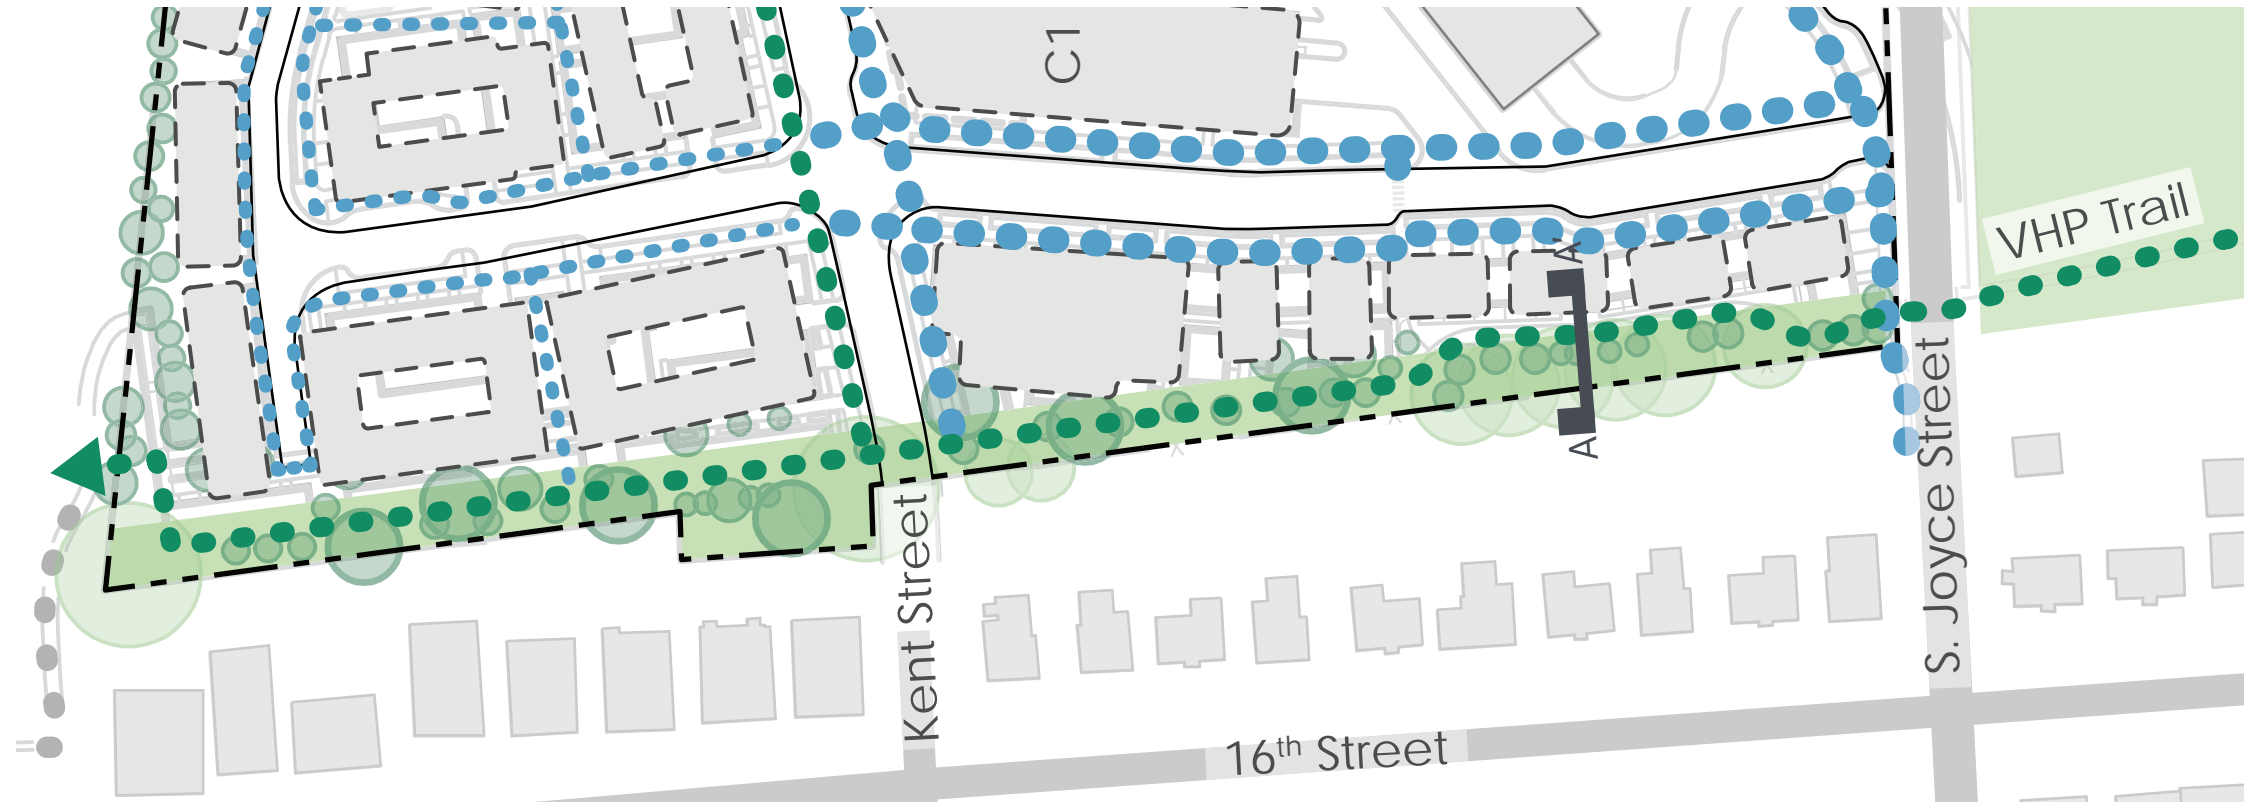 C1
VHP Trail
A'
A
S. Joyce Street
Kent Street
16th Street